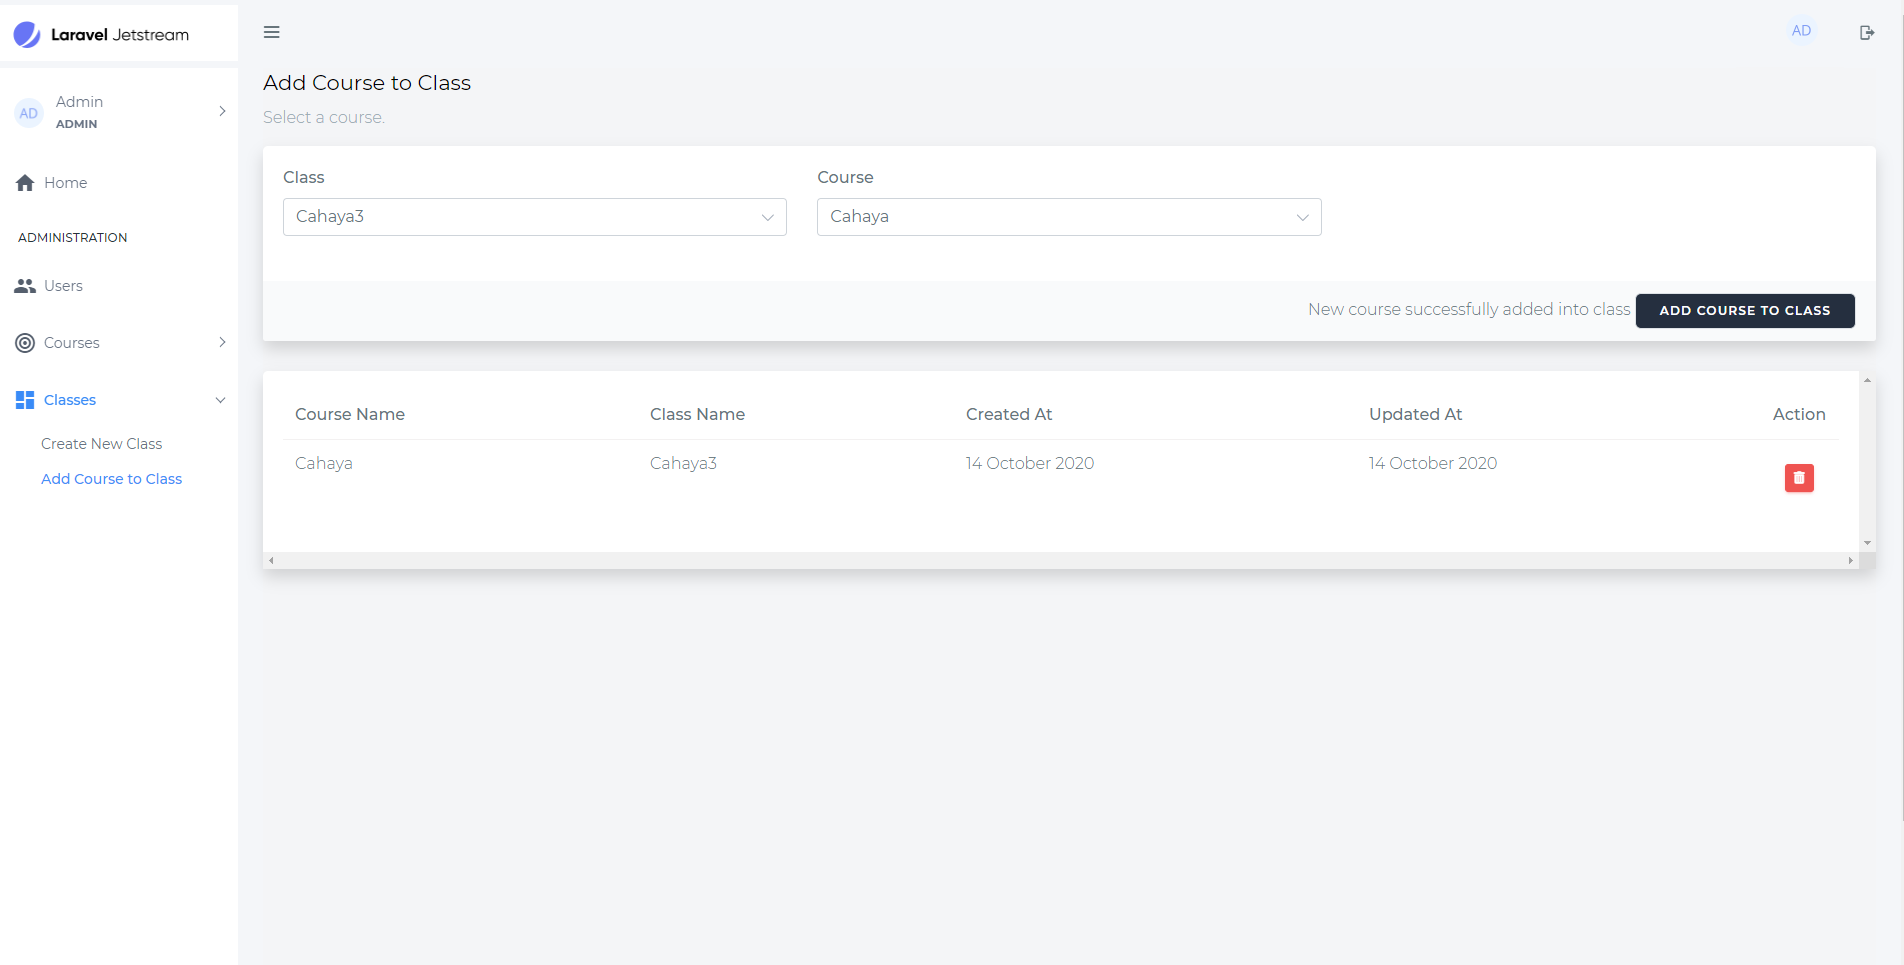 Laravel Jetstream
AD
Admin
ADMIN
Home
ADMINISTRATION
Users
Courses
Classes
Create New Class
Add Course to Class
AD
Add Course to Class
Select a course.
Class
Course
Cahaya3
Cahaya
New course successfully added into class
ADD COURSE TO CLASS
Course Name Class Name Created At Updated At Action
Cahaya Cahaya3 14 October 2020 14 October 2020